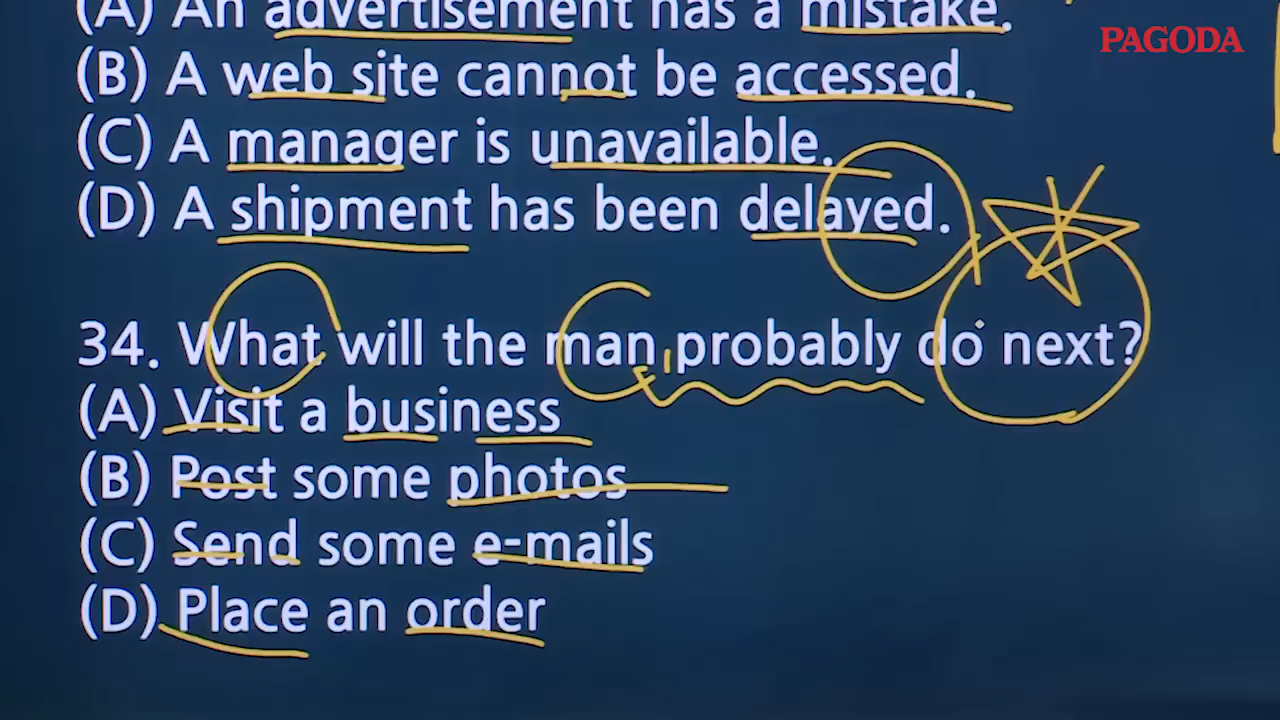 (A) An advertisement has a mistake.
PAGODA
(B) A web site cannot be accessed.
(C) A manager is unavailable.
(D) A shipment has been delayed.
34. What will the man probably do next?
(A) Visit a business
(B) Post some photos
(C) Send some e-mails
(D) Place an order